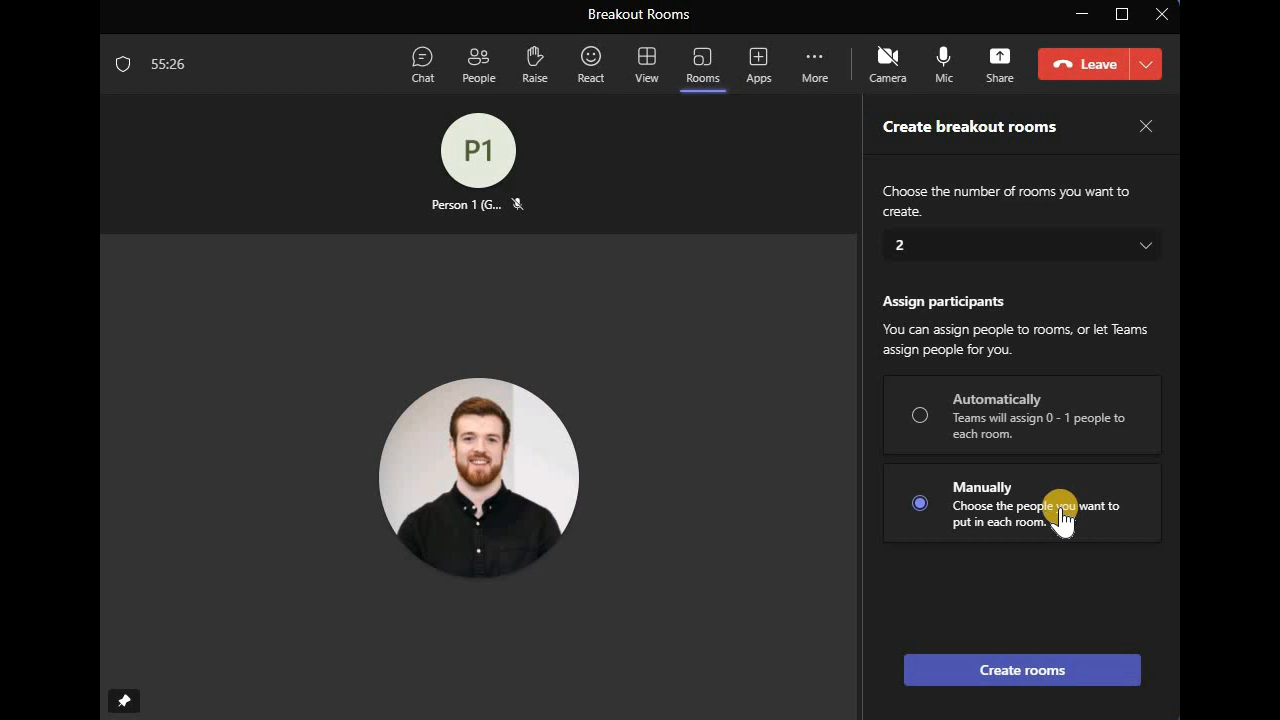 Breakout Rooms
55:26
Chat
People
Raise
React
View
Rooms
Apps
More
Camera
Mic
Share
Leave
P1
Person 1 (G...
Create breakout rooms
Choose the number of rooms you want to
create.
2
Assign participants
You can assign people to rooms, or let Teams
assign people for you.
Automatically
Teams will assign 0 - 1 people to
each room.
Manually
Choose the people you want to
put in each room.
Create rooms